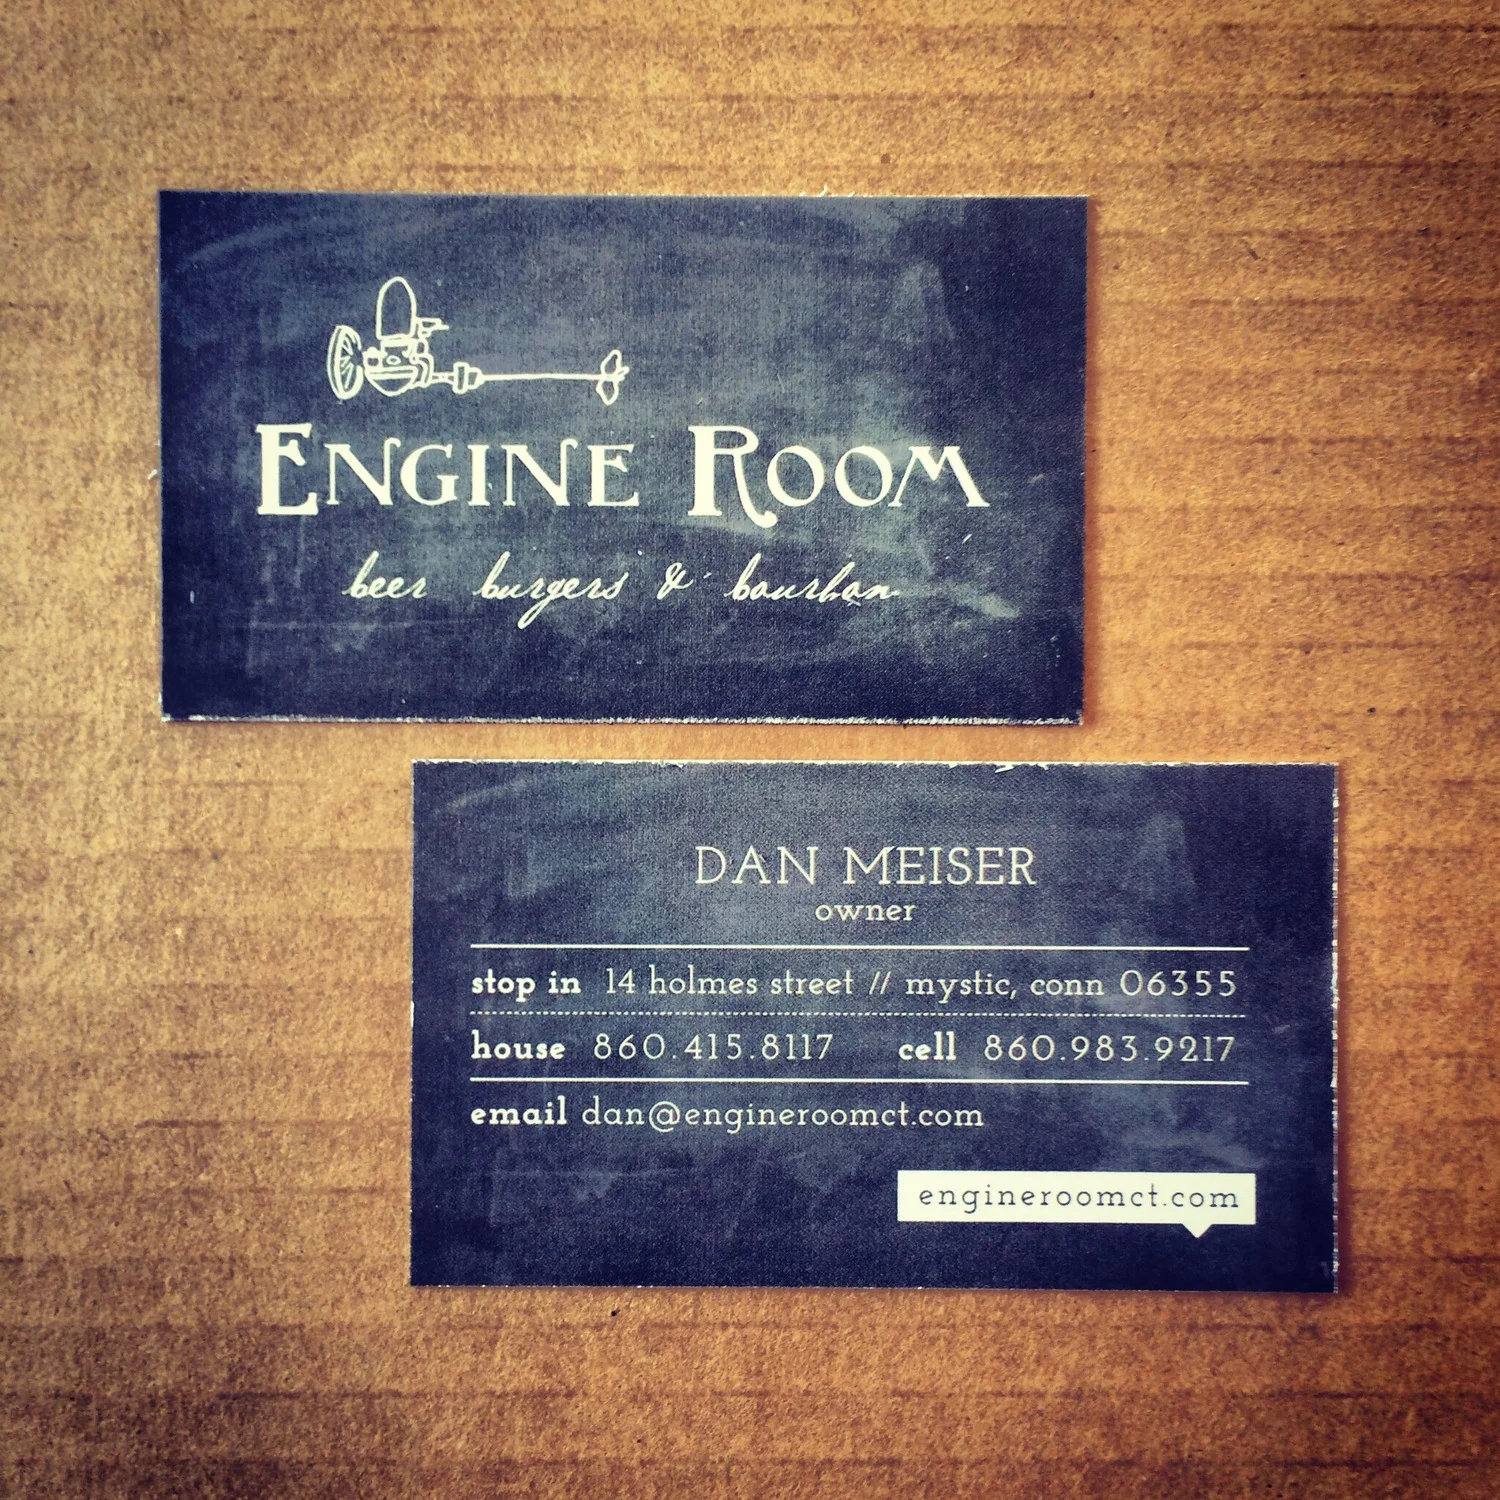 ENGINE ROOM
beer burgers & bourbon
DAN MEISER
owner
stop in 14 holmes street // mystic, conn 06355
house 860.415.8117 cell 860.983.9217
email dan@engineroomct.com
engineroomct.com